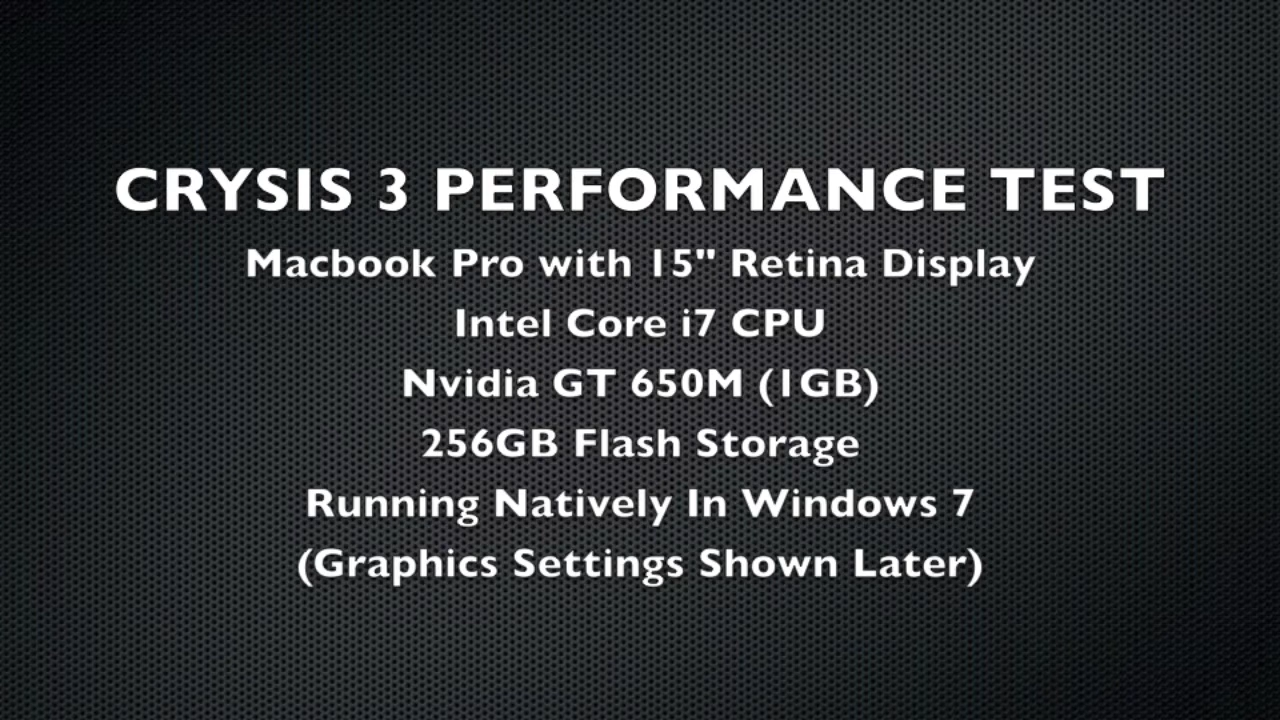 CRYSIS 3 PERFORMANCE TEST
Macbook Pro with 15" Retina Display
Intel Core i7 CPU
Nvidia GT 650M (1GB)
256GB Flash Storage
Running Natively In Windows 7
(Graphics Settings Shown Later)